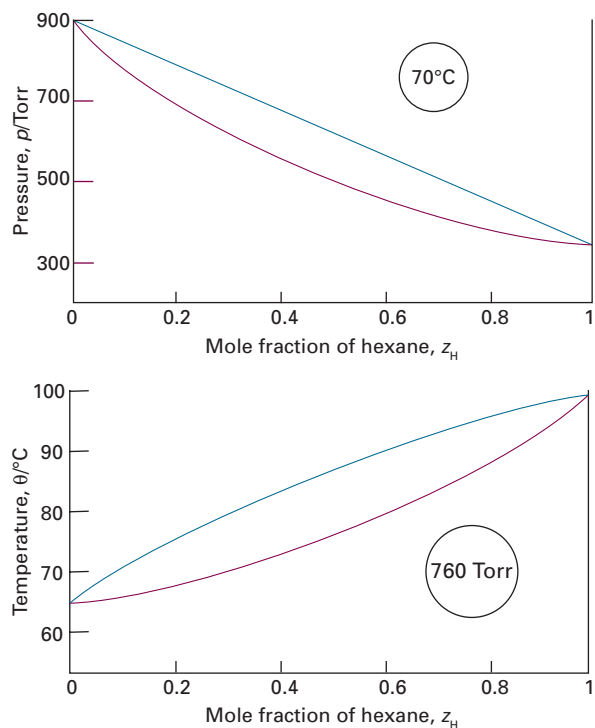 900
70°C
700
Pressure, p/Torr
500
300
0 0.2 0.4 0.6 0.8 1
Mole fraction of hexane, zH
100
90
80
Temperature, θ/°C
760 Torr
70
60
0 0.2 0.4 0.6 0.8 1
Mole fraction of hexane, zH